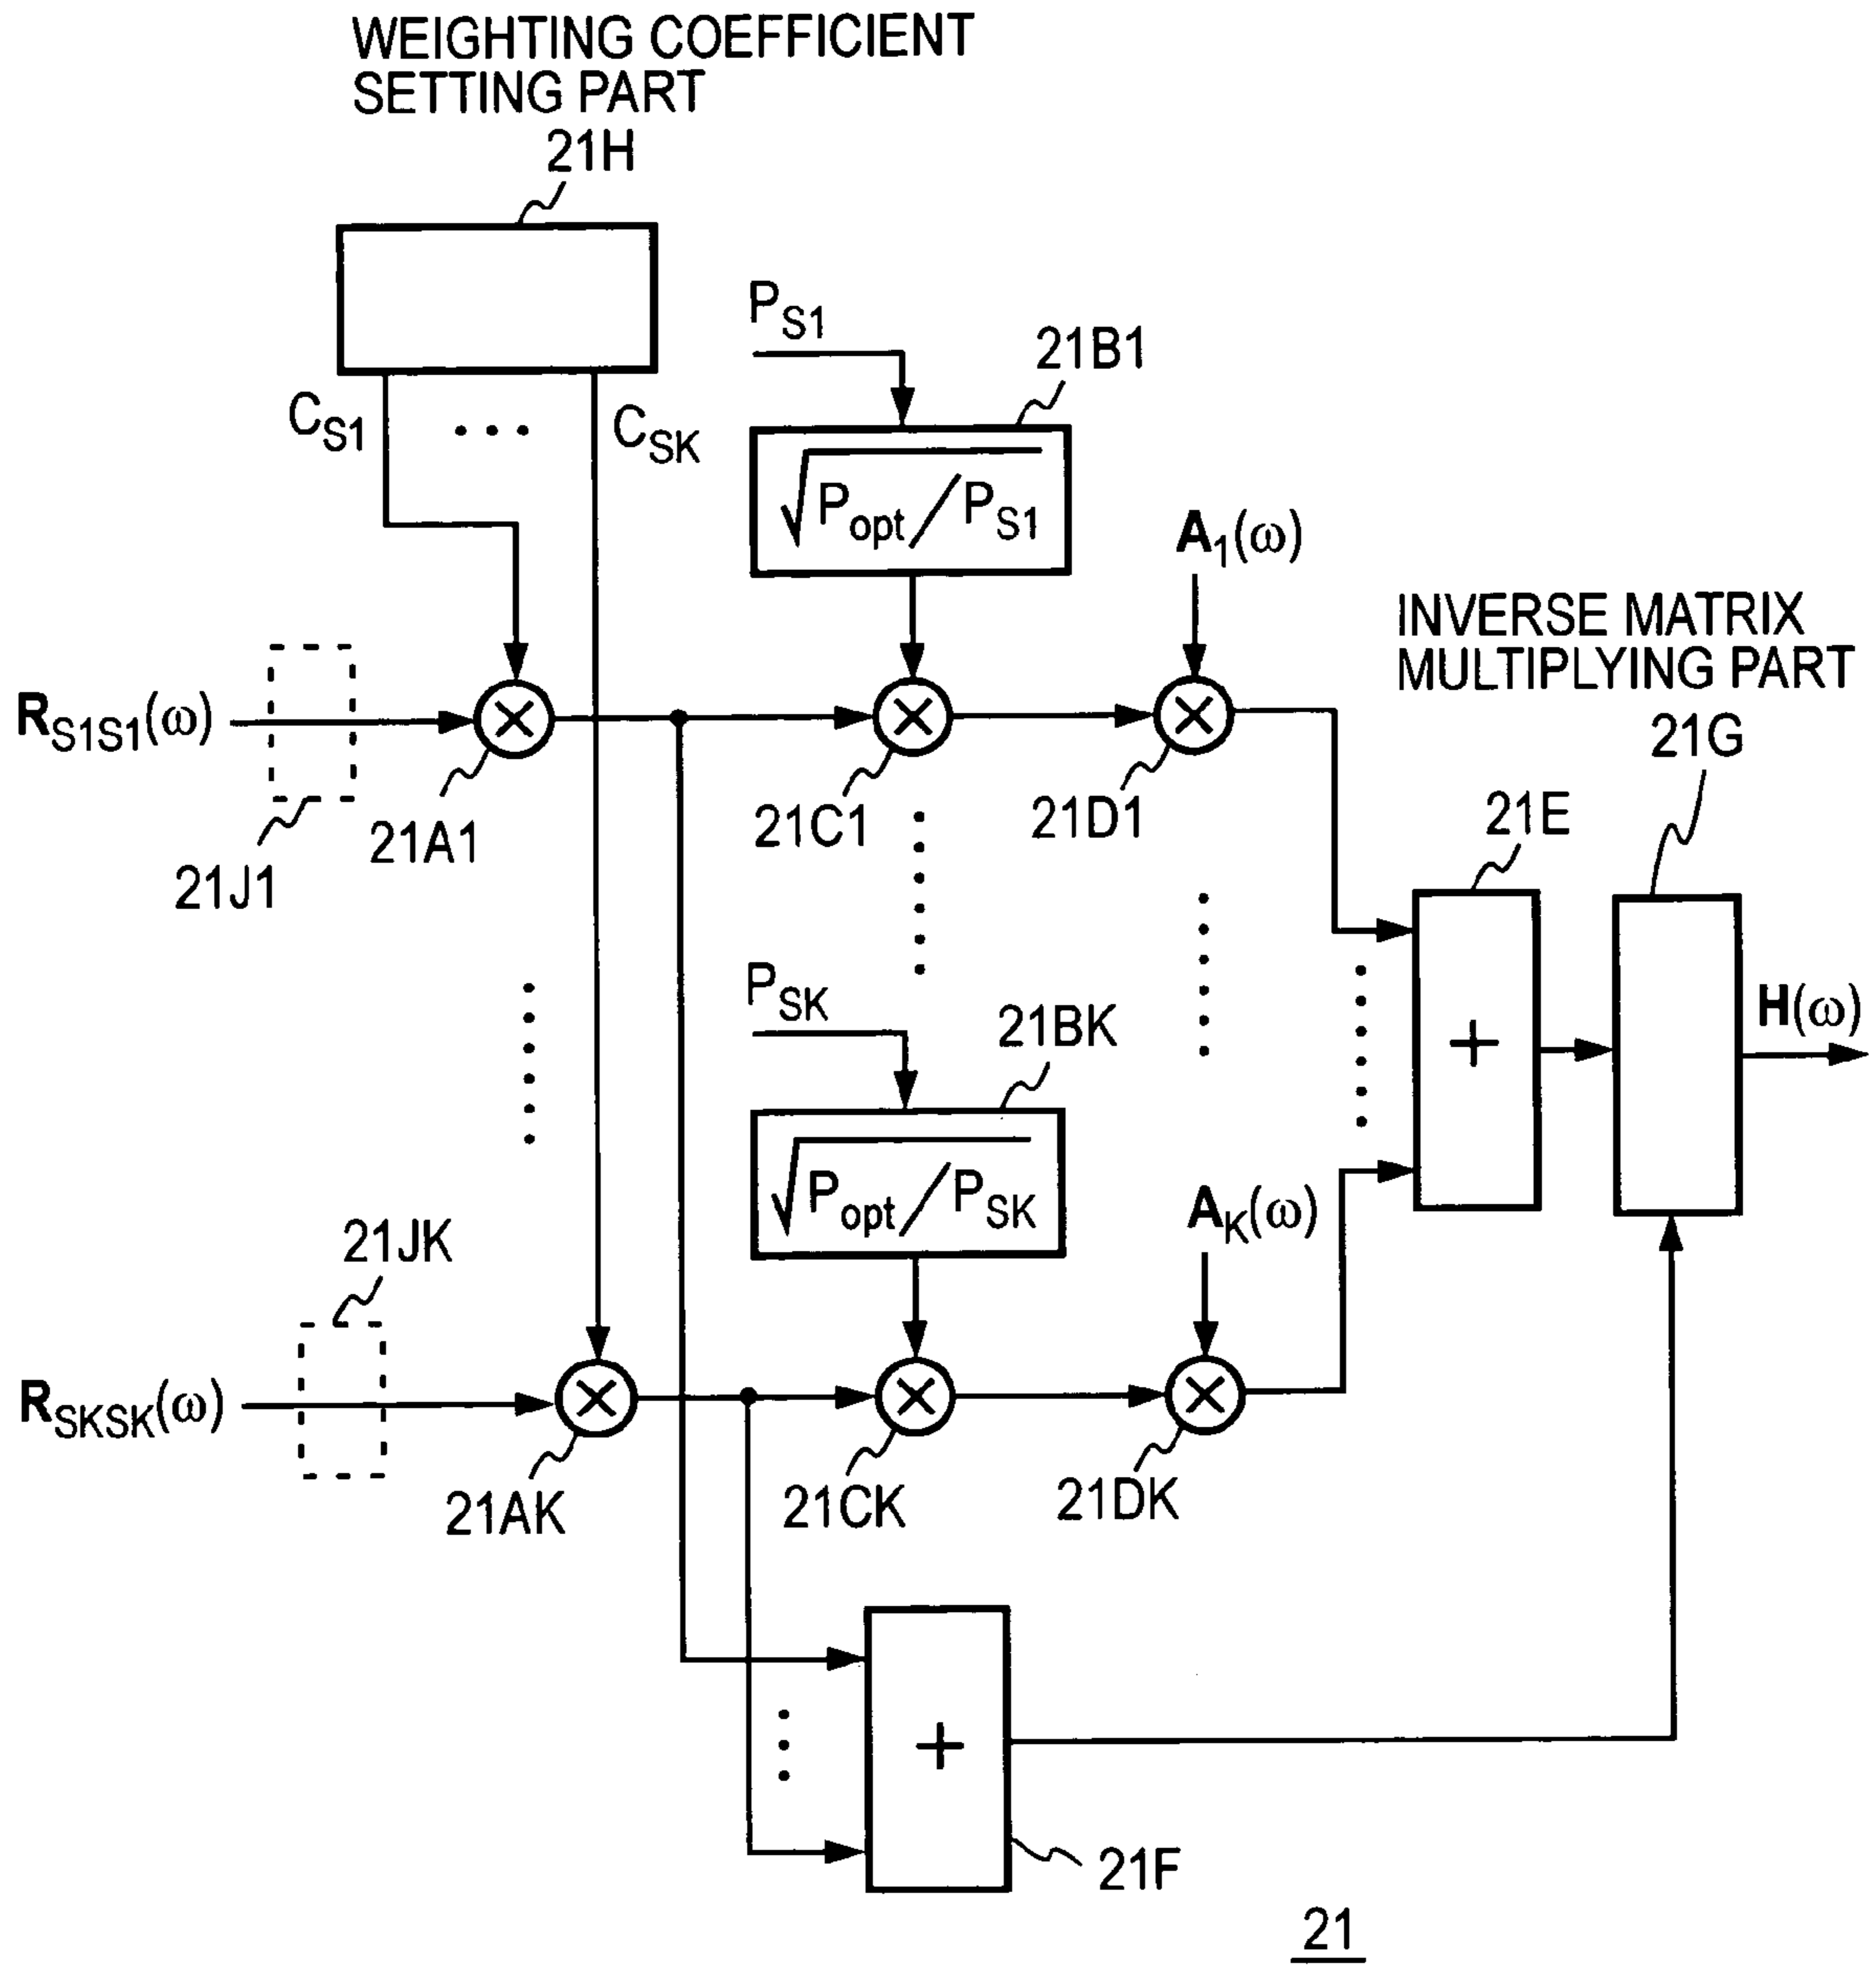 WEIGHTING COEFFICIENT
SETTING PART
21H
C_S1
...
C_SK
P_S1
21B1
√P_opt/P_S1
A_1(ω)
INVERSE MATRIX
MULTIPLYING PART
21G
R_S1S1(ω)
21J1
21A1
21C1
21D1
21E
P_SK
21BK
√P_opt/P_SK
+
H(ω)
A_K(ω)
21JK
R_SKSK(ω)
21AK
21CK
21DK
+
21F
21